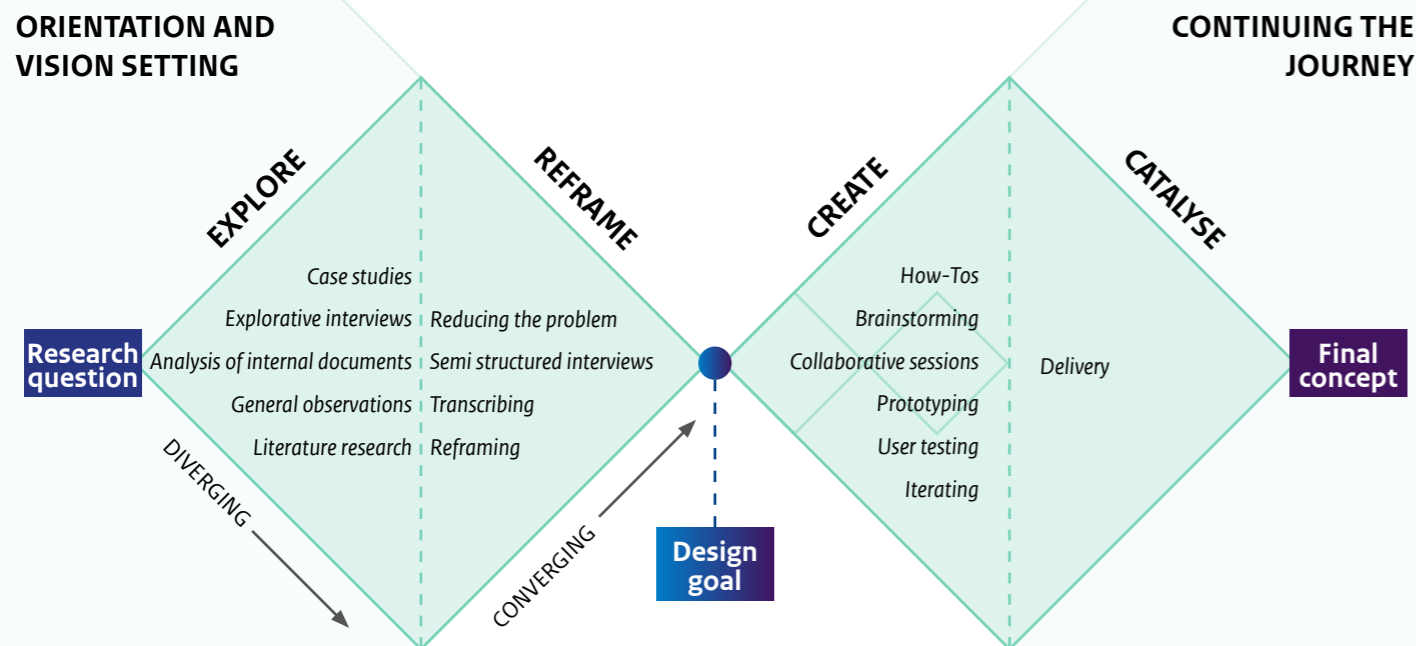 ORIENTATION AND
VISION SETTING
CONTINUING THE
JOURNEY
EXPLORE
REFRAME
CREATE
CATALYSE
Research
question
Case studies
Explorative interviews
Analysis of internal documents
General observations
Literature research
Reducing the problem
Semi structured interviews
Transcribing
Reframing
DIVERGING
CONVERGING
Design
goal
How-Tos
Brainstorming
Collaborative sessions
Prototyping
User testing
Iterating
Delivery
Final
concept